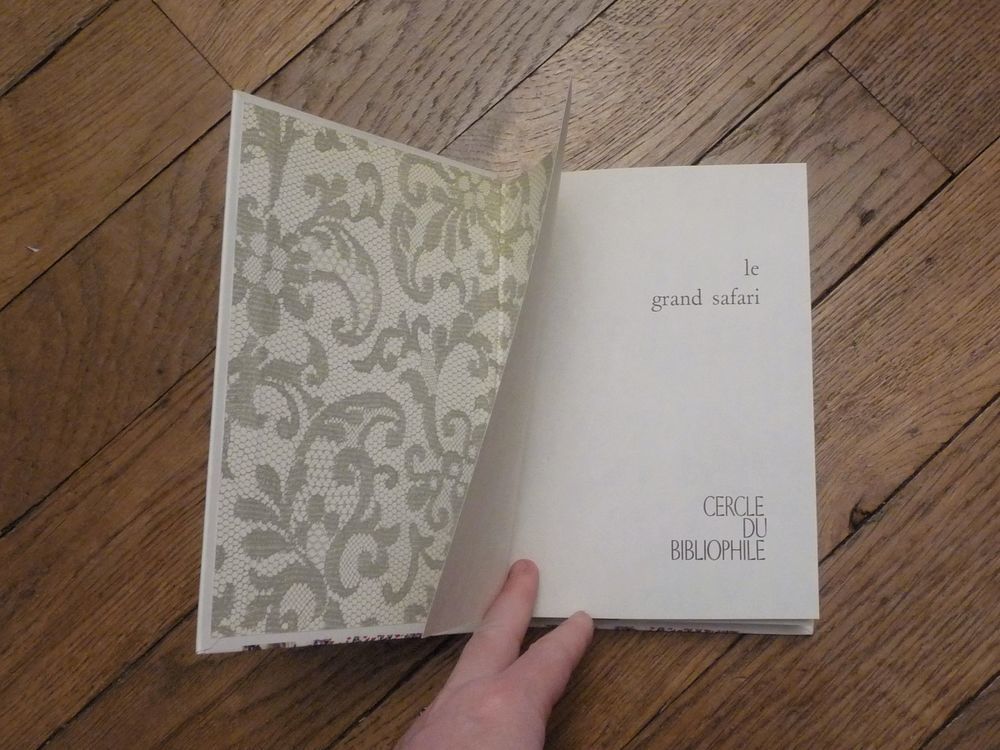 le
grand safari
CERCLE
DU
BIBLIOPHILE